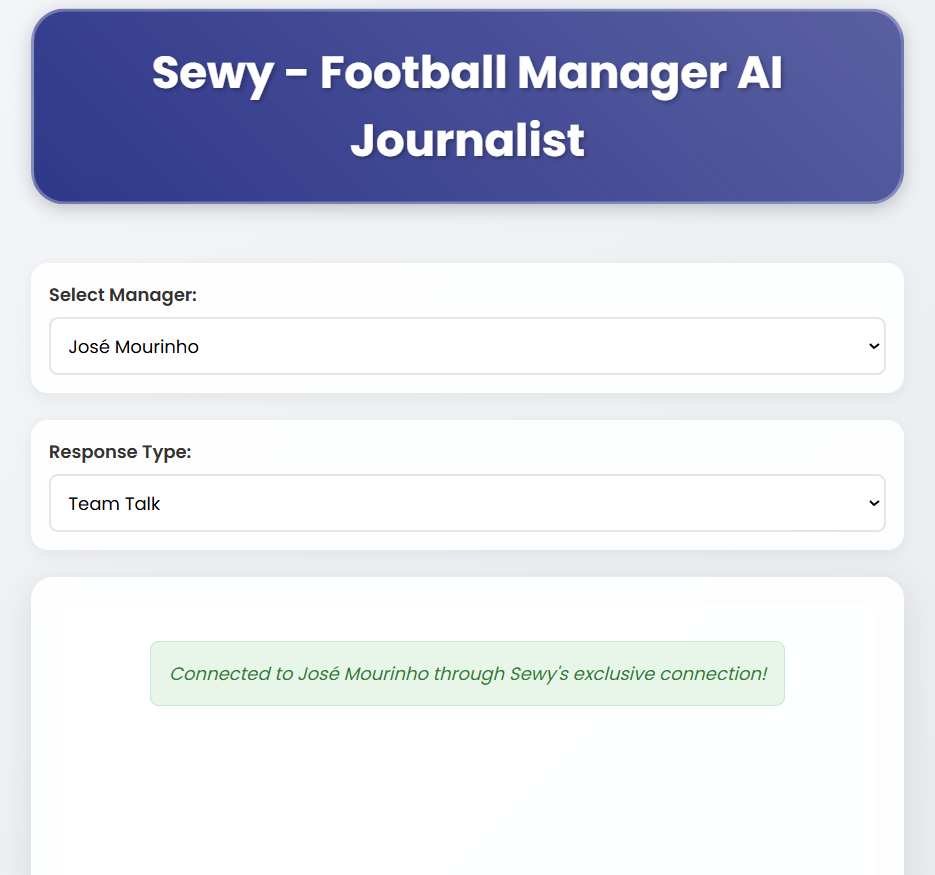 Sewy - Football Manager AI
Journalist
Select Manager:
José Mourinho
Response Type:
Team Talk
Connected to José Mourinho through Sewy's exclusive connection!